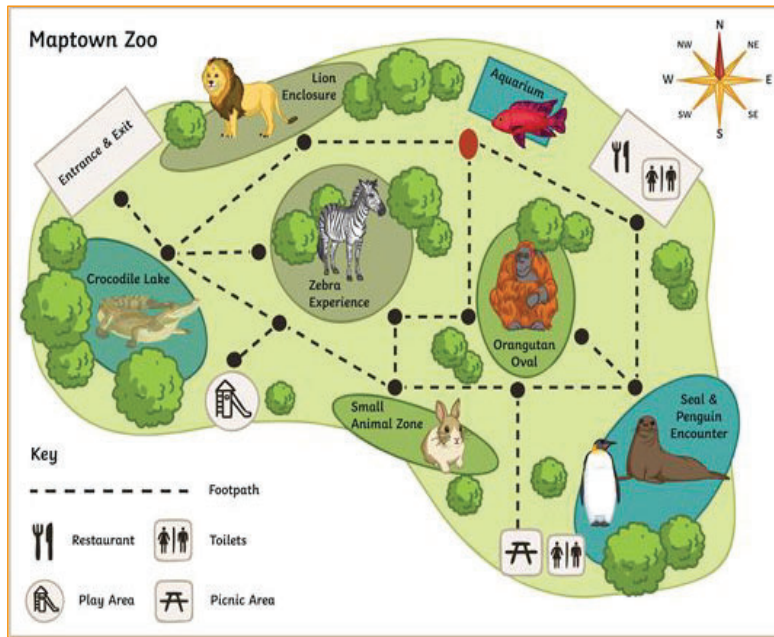 Maptown Zoo
N
NW
NE
W
E
SW
SE
S
Lion
Enclosure
Aquarium
Entrance & Exit
Crocodile Lake
Zebra
Experience
Orangutan
Oval
Small
Animal Zone
Seal &
Penguin
Encounter
Key
Footpath
Restaurant
Toilets
Play Area
Picnic Area